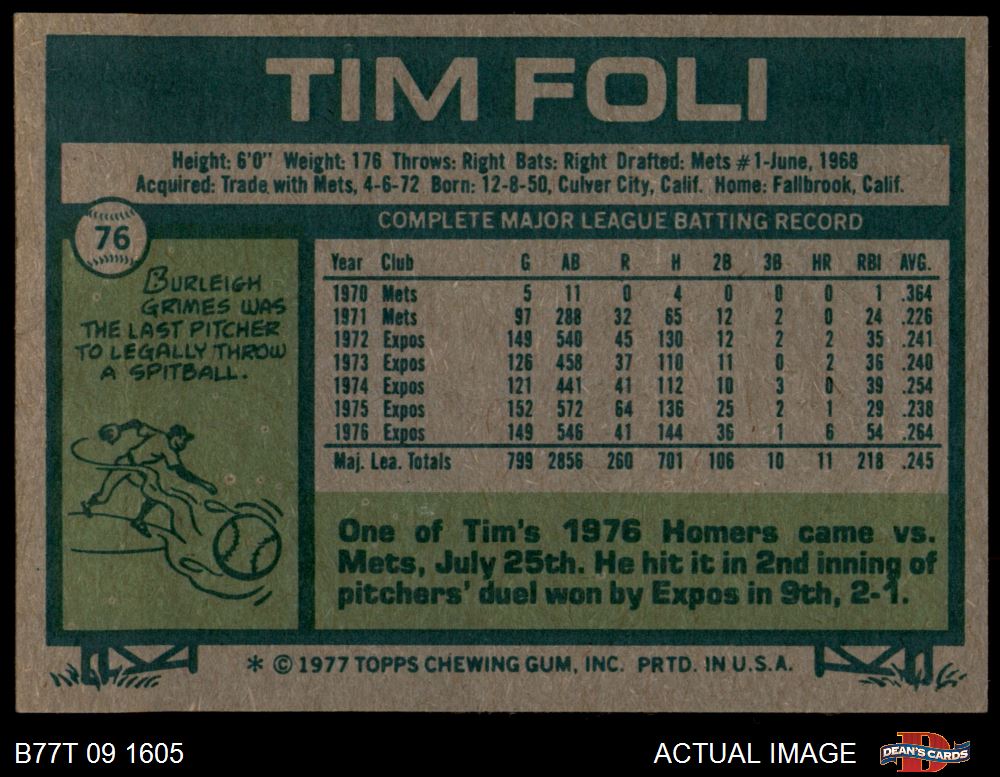 TIM FOLI
Height: 6'0" Weight: 176 Throws: Right Bats: Right Drafted: Mets #1-June, 1968
Acquired: Trade with Mets, 4-6-72 Born: 12-8-50, Culver City, Calif. Home: Fallbrook, Calif.
76
BURLEIGH
GRIMES WAS
THE LAST PITCHER
TO LEGALLY THROW
A SPITBALL.
COMPLETE MAJOR LEAGUE BATTING RECORD
Year Club G AB R H 2B 3B HR RBI AVG.
1970 Mets 5 11 0 4 0 0 0 1 .364
1971 Mets 97 288 32 65 12 2 0 24 .226
1972 Expos 149 540 45 130 12 2 2 35 .241
1973 Expos 126 458 37 110 11 0 2 36 .240
1974 Expos 121 441 41 112 10 3 0 39 .254
1975 Expos 152 572 64 136 25 2 1 29 .238
1976 Expos 149 546 41 144 36 1 6 54 .264
Maj. Lea. Totals 799 2856 260 701 106 10 11 218 .245
One of Tim's 1976 Homers came vs.
Mets, July 25th. He hit it in 2nd inning of
pitchers' duel won by Expos in 9th, 2-1.
* © 1977 TOPPS CHEWING GUM, INC. PRTD. IN U.S.A.
B77T 09 1605
ACTUAL IMAGE
DEAN'S CARDS